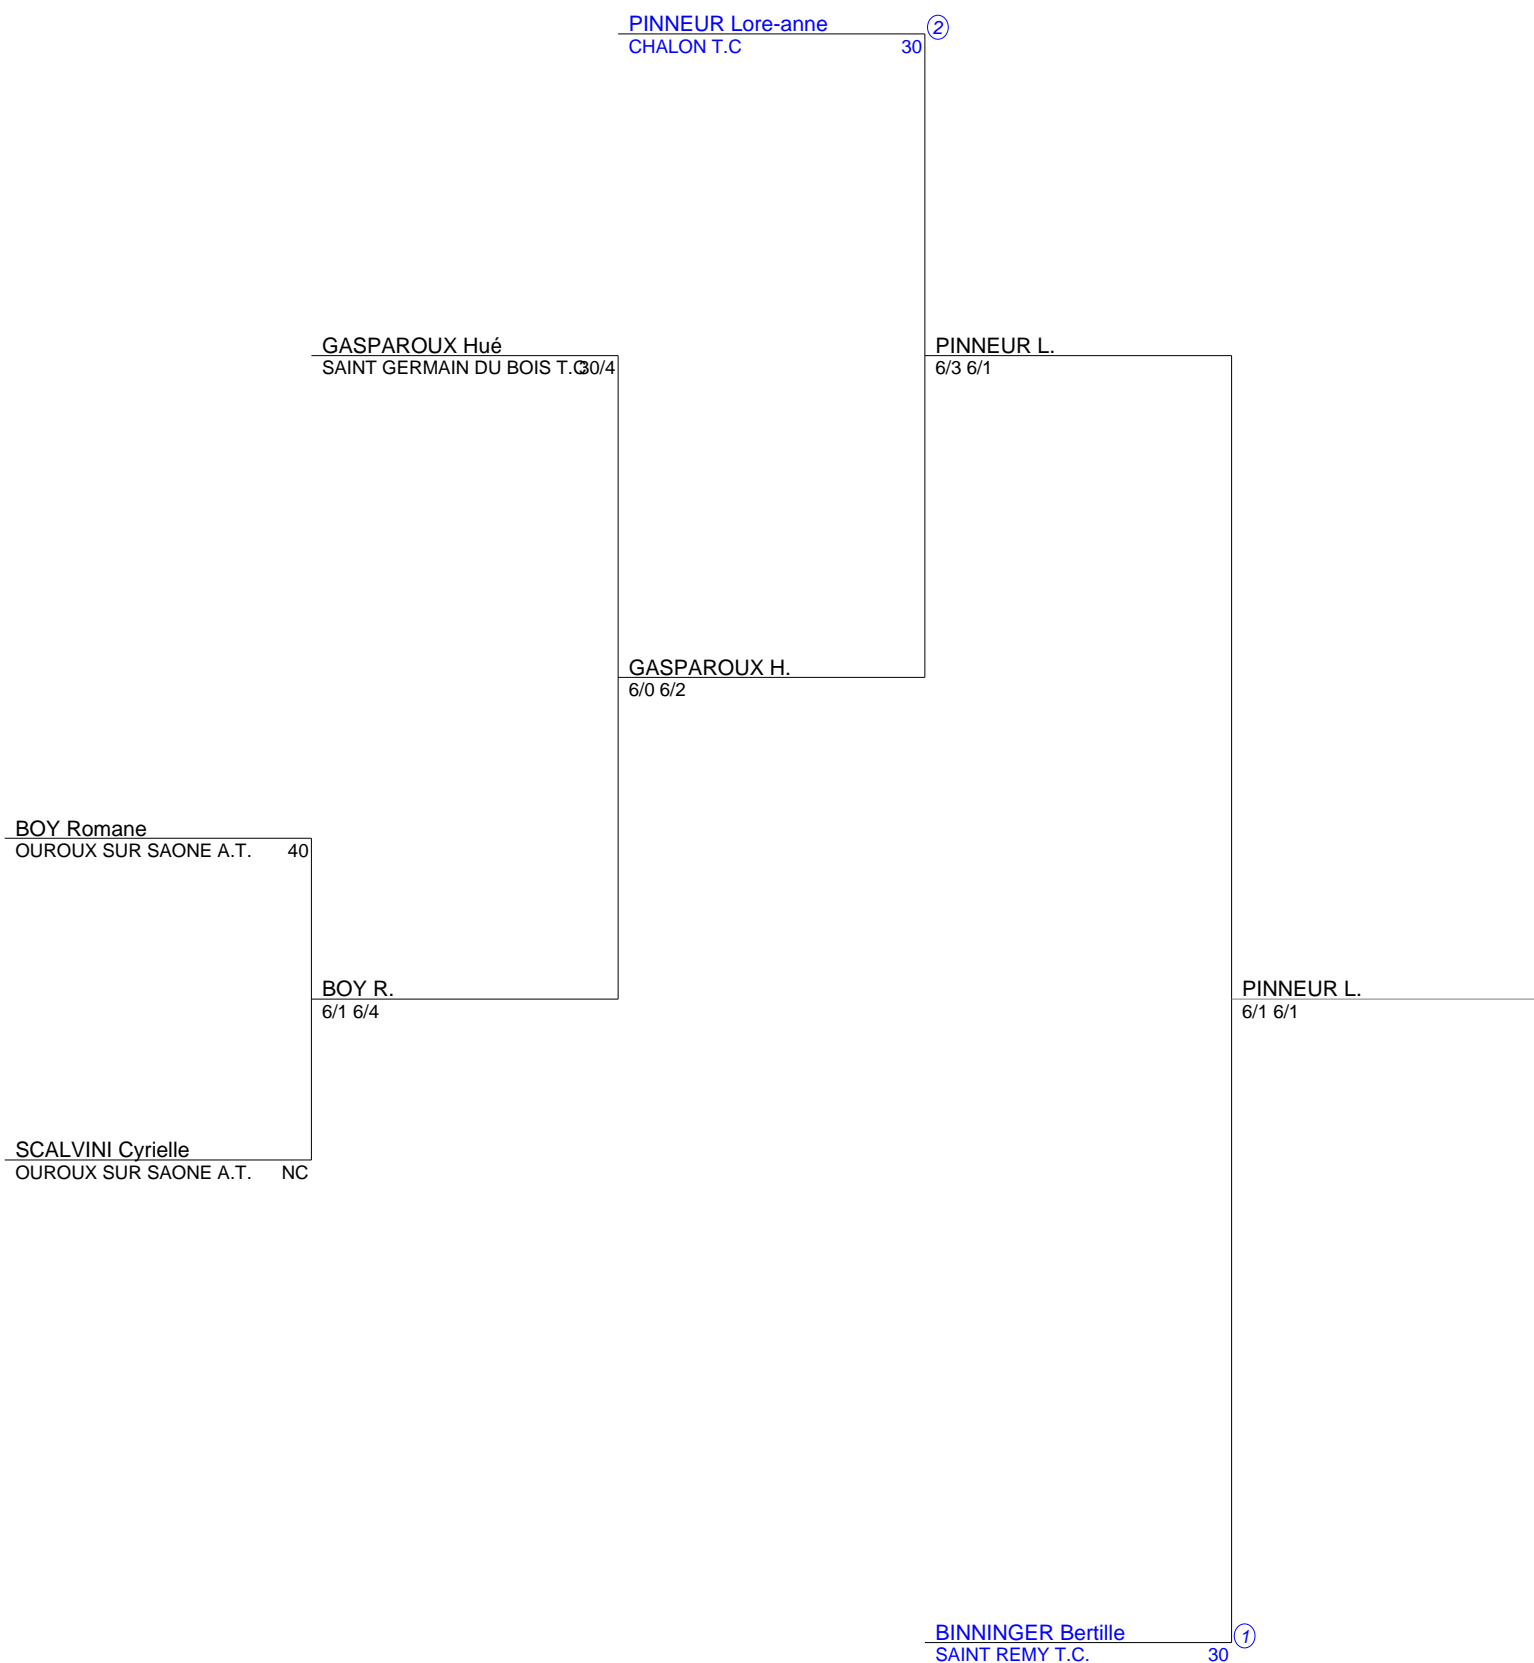 PINNEUR Lore-anne 2
CHALON T.C 30
GASPAROUX Hué
SAINT GERMAIN DU BOIS T.C 30/4
PINNEUR L.
6/3 6/1
GASPAROUX H.
6/0 6/2
BOY Romane
OUROUX SUR SAONE A.T. 40
BOY R.
6/1 6/4
PINNEUR L.
6/1 6/1
SCALVINI Cyrielle
OUROUX SUR SAONE A.T. NC
BINNINGER Bertille 1
SAINT REMY T.C. 30